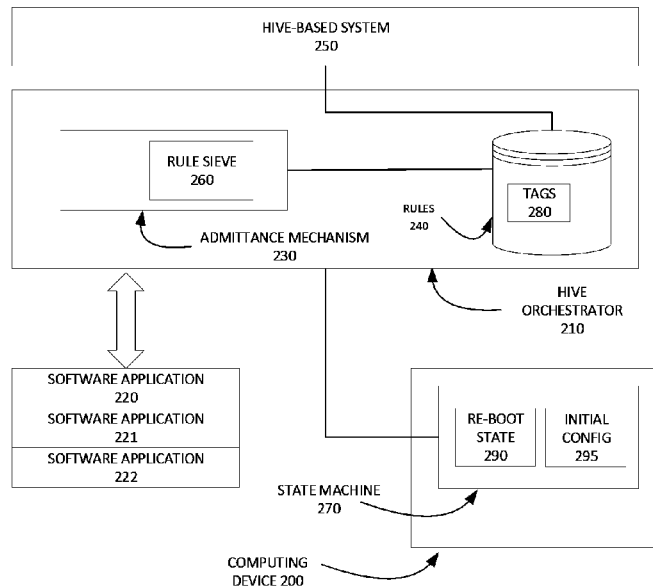 HIVE-BASED SYSTEM
250
RULE SIEVE
260
TAGS
280
RULES
240
ADMITTANCE MECHANISM
230
HIVE
ORCHESTRATOR
210
SOFTWARE APPLICATION
220
SOFTWARE APPLICATION
221
SOFTWARE APPLICATION
222
RE-BOOT
STATE
290
INITIAL
CONFIG
295
STATE MACHINE
270
COMPUTING
DEVICE 200